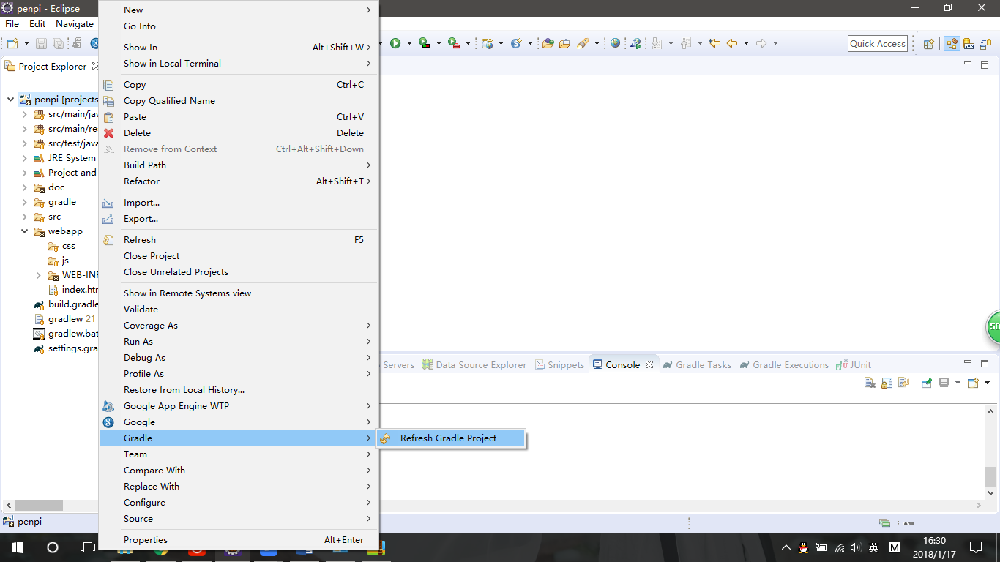 penpi - Eclipse
File Edit Navigate
Quick Access
Project Explorer
penpi [projects
src/main/jav
src/main/re
src/test/java
JRE System
Project and
doc
gradle
src
webapp
css
js
WEB-INF
index.htm
build.gradle
gradlew 21
gradlew.bat
settings.gra
New
Go Into
Show In Alt+Shift+W
Show in Local Terminal
Copy Ctrl+C
Copy Qualified Name
Paste Ctrl+V
Delete Delete
Remove from Context Ctrl+Alt+Shift+Down
Build Path
Refactor Alt+Shift+T
Import...
Export...
Refresh F5
Close Project
Close Unrelated Projects
Show in Remote Systems view
Validate
Coverage As
Run As
Debug As
Profile As
Restore from Local History...
Google App Engine WTP
Google
Gradle
Team
Compare With
Replace With
Configure
Source
Properties Alt+Enter
Refresh Gradle Project
Servers Data Source Explorer Snippets Console Gradle Tasks Gradle Executions JUnit
50
penpi
英 M
16:30
2018/1/17